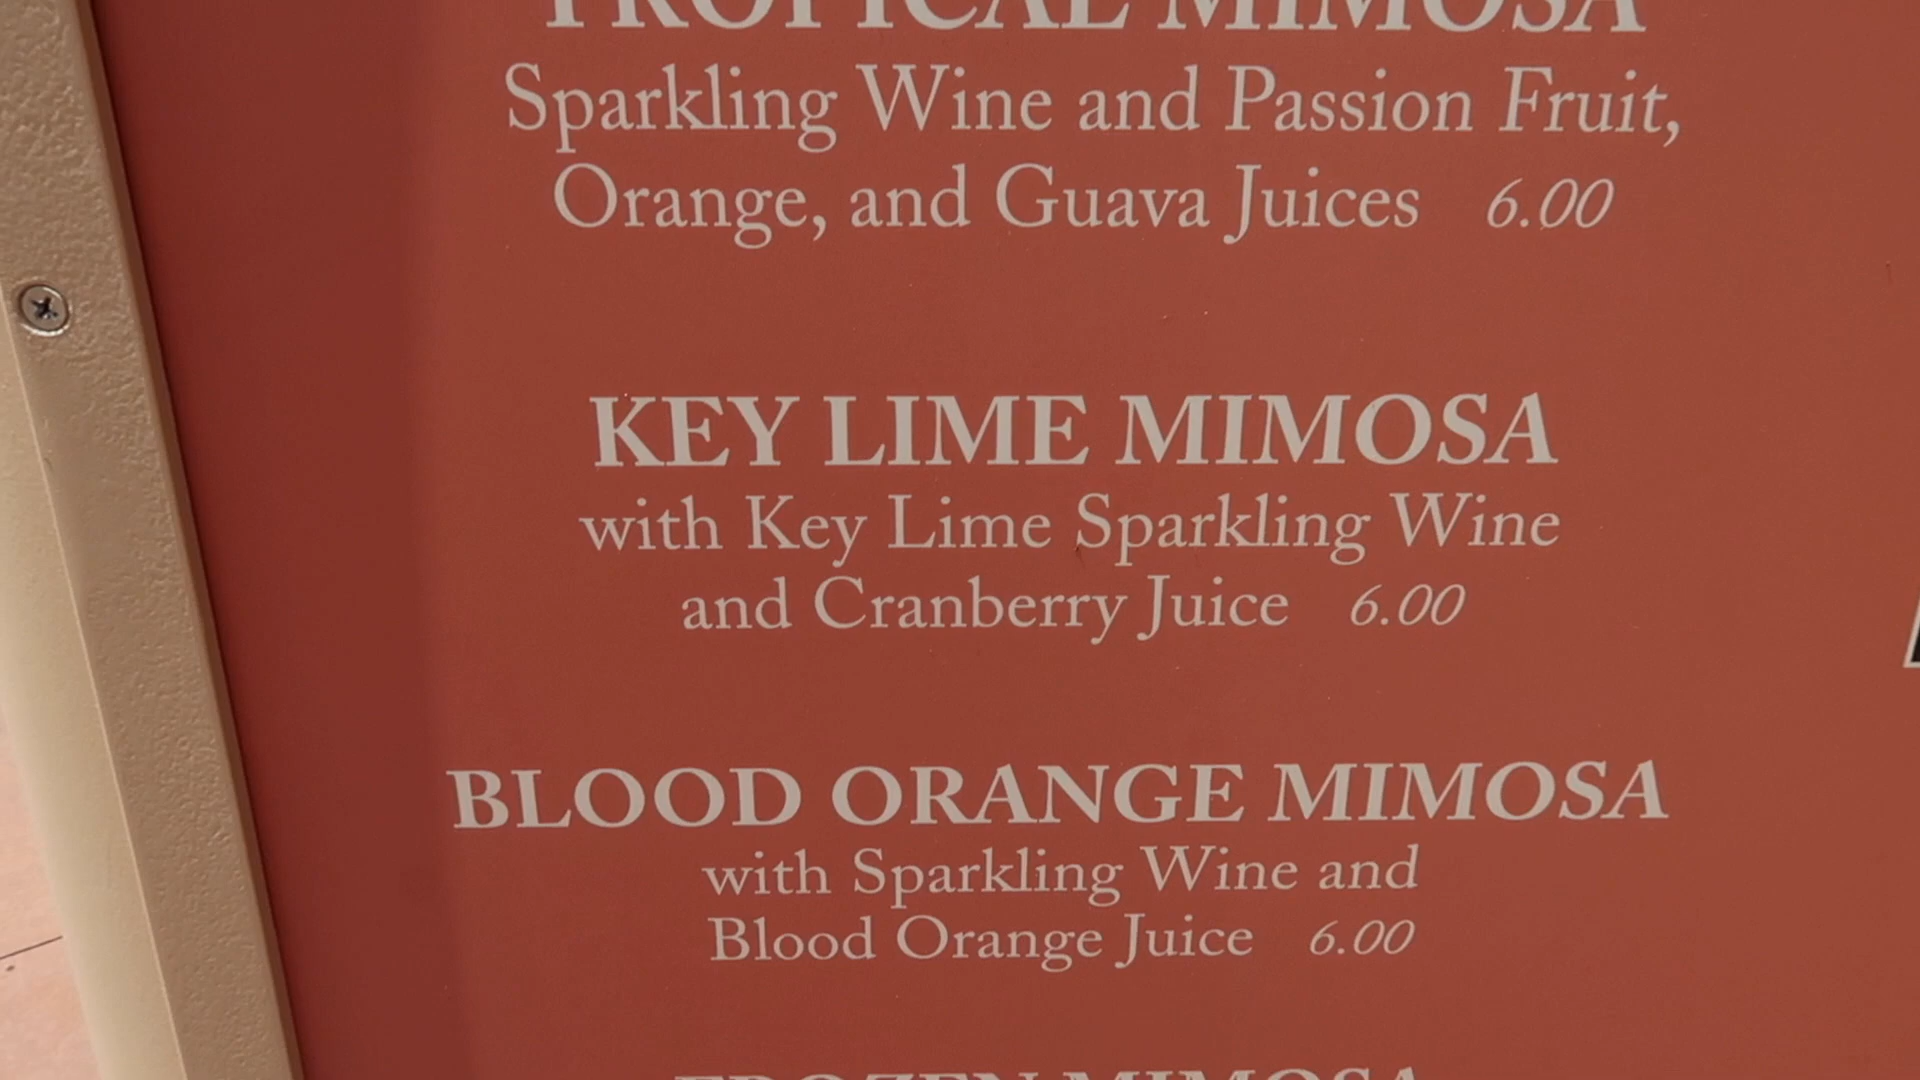 TROPICAL MIMOSA
Sparkling Wine and Passion Fruit,
Orange, and Guava Juices 6.00
KEY LIME MIMOSA
with Key Lime Sparkling Wine
and Cranberry Juice 6.00
BLOOD ORANGE MIMOSA
with Sparkling Wine and
Blood Orange Juice 6.00
FROZEN MIMOSA